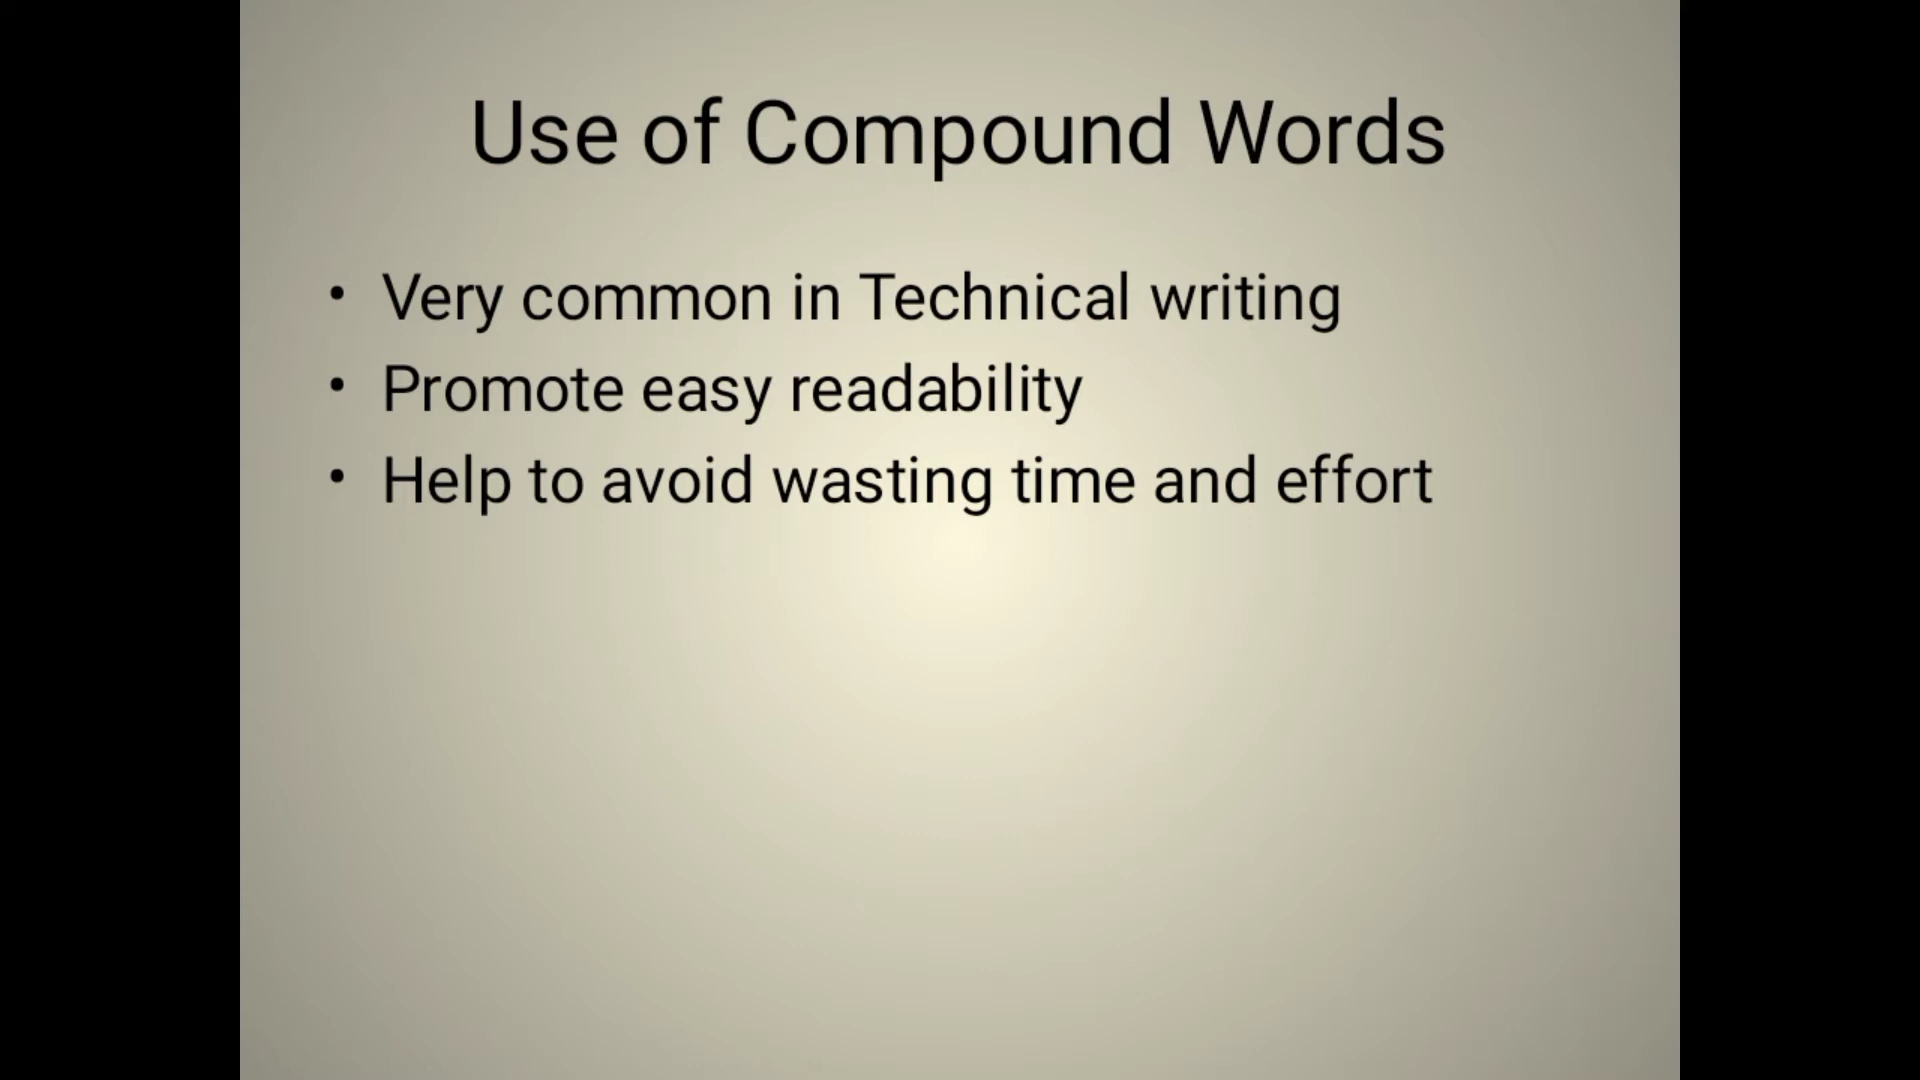 Use of Compound Words
• Very common in Technical writing
• Promote easy readability
• Help to avoid wasting time and effort